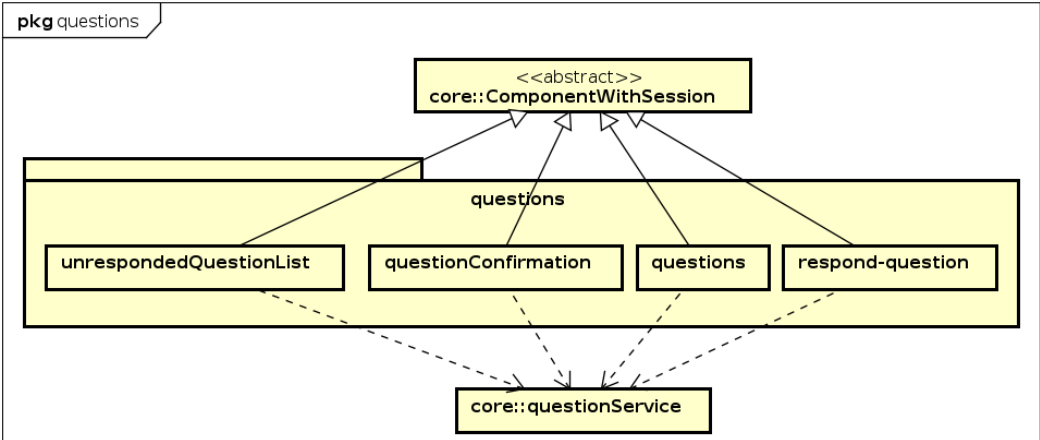 pkg questions
<<abstract>>
core::ComponentWithSession
questions
unrespondedQuestionList
questionConfirmation
questions
respond-question
core::questionService